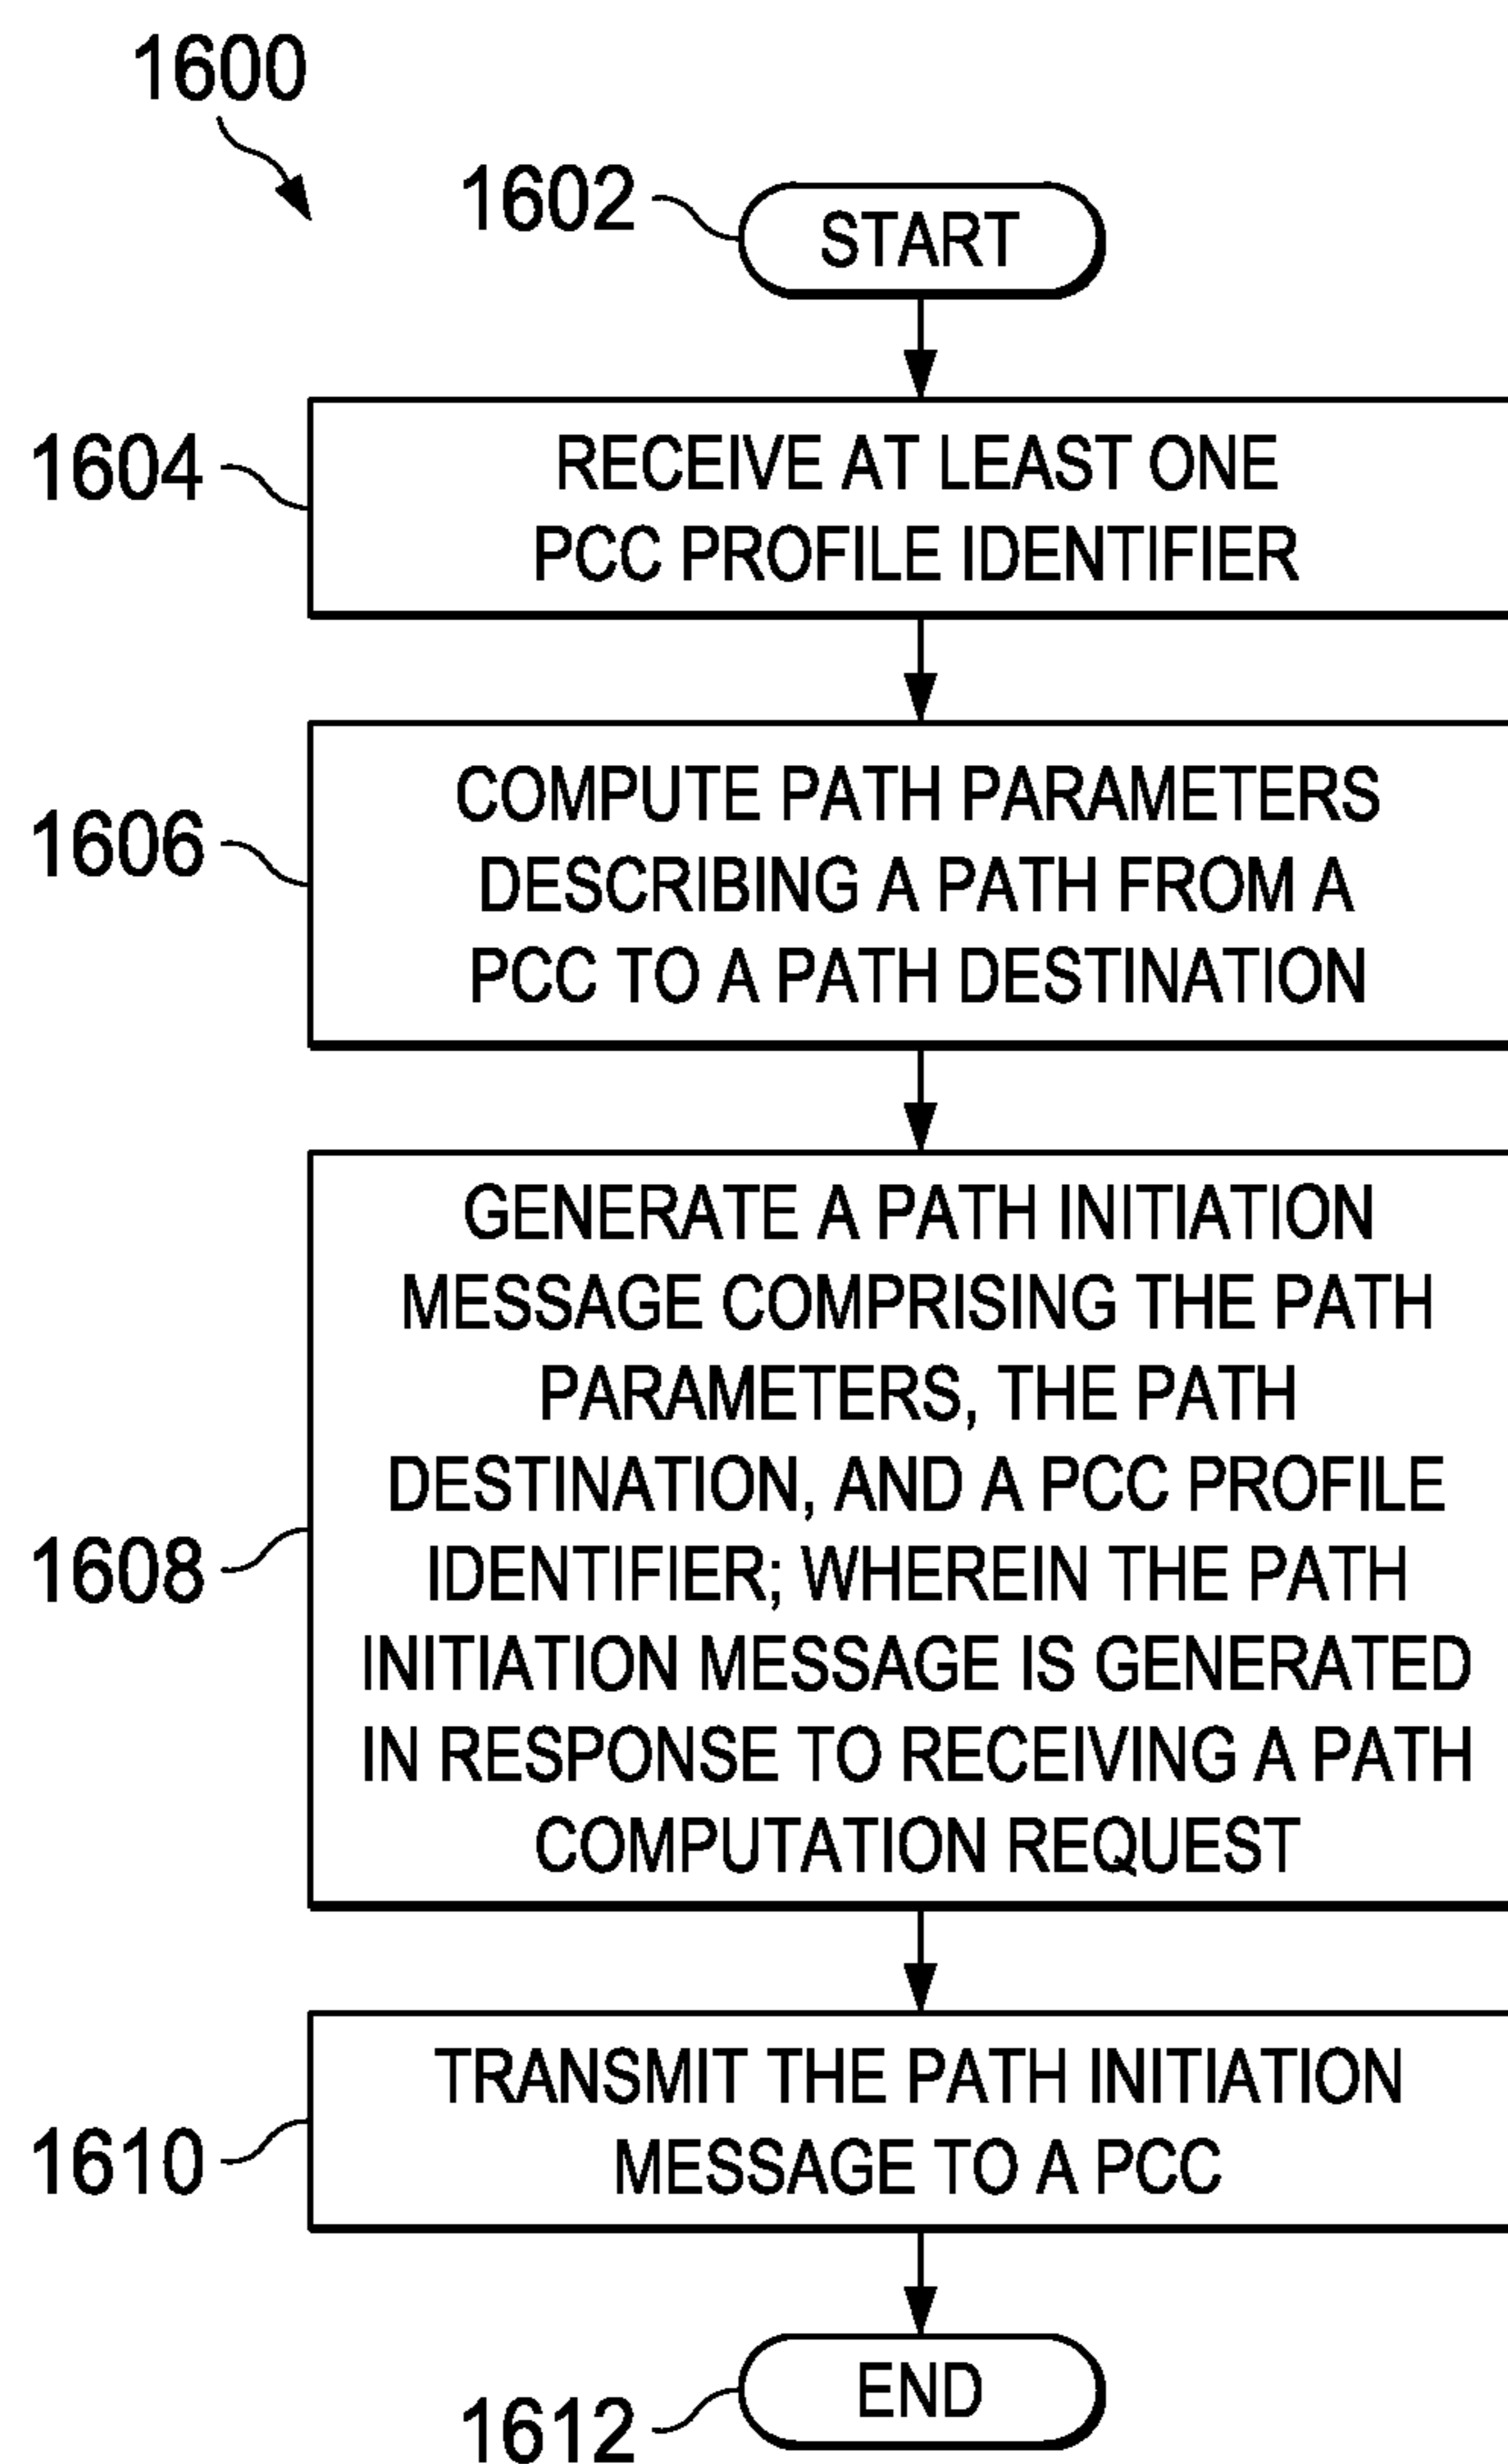 1600
1602
START
1604
RECEIVE AT LEAST ONE
PCC PROFILE IDENTIFIER
1606
COMPUTE PATH PARAMETERS
DESCRIBING A PATH FROM A
PCC TO A PATH DESTINATION
1608
GENERATE A PATH INITIATION
MESSAGE COMPRISING THE PATH
PARAMETERS, THE PATH
DESTINATION, AND A PCC PROFILE
IDENTIFIER; WHEREIN THE PATH
INITIATION MESSAGE IS GENERATED
IN RESPONSE TO RECEIVING A PATH
COMPUTATION REQUEST
1610
TRANSMIT THE PATH INITIATION
MESSAGE TO A PCC
1612
END